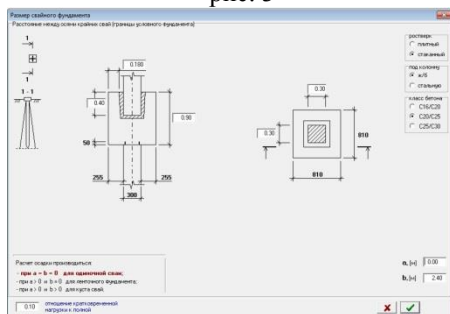 рис. 3
Размер свайного фундамента
Расстояние между осями крайних свай (границы условного фундамента)
1
1
1 - 1
0.180
0.40
0.90
50
255
255
300
0.30
0.30
810
810
ростверк
плитный
стаканный
под колонну
ж/б
стальную
класс бетона
C16/C20
C20/C25
C25/C30
Расчет осадки производиться:
- при a = b = 0 для одиночной сваи;
- при a > 0 и b = 0 для ленточного фундамента;
- при a > 0 и b > 0 для куста свай.
a, [м] 0.00
b, [м] 2.40
0.10 отношение кратковременной
нагрузки к полной